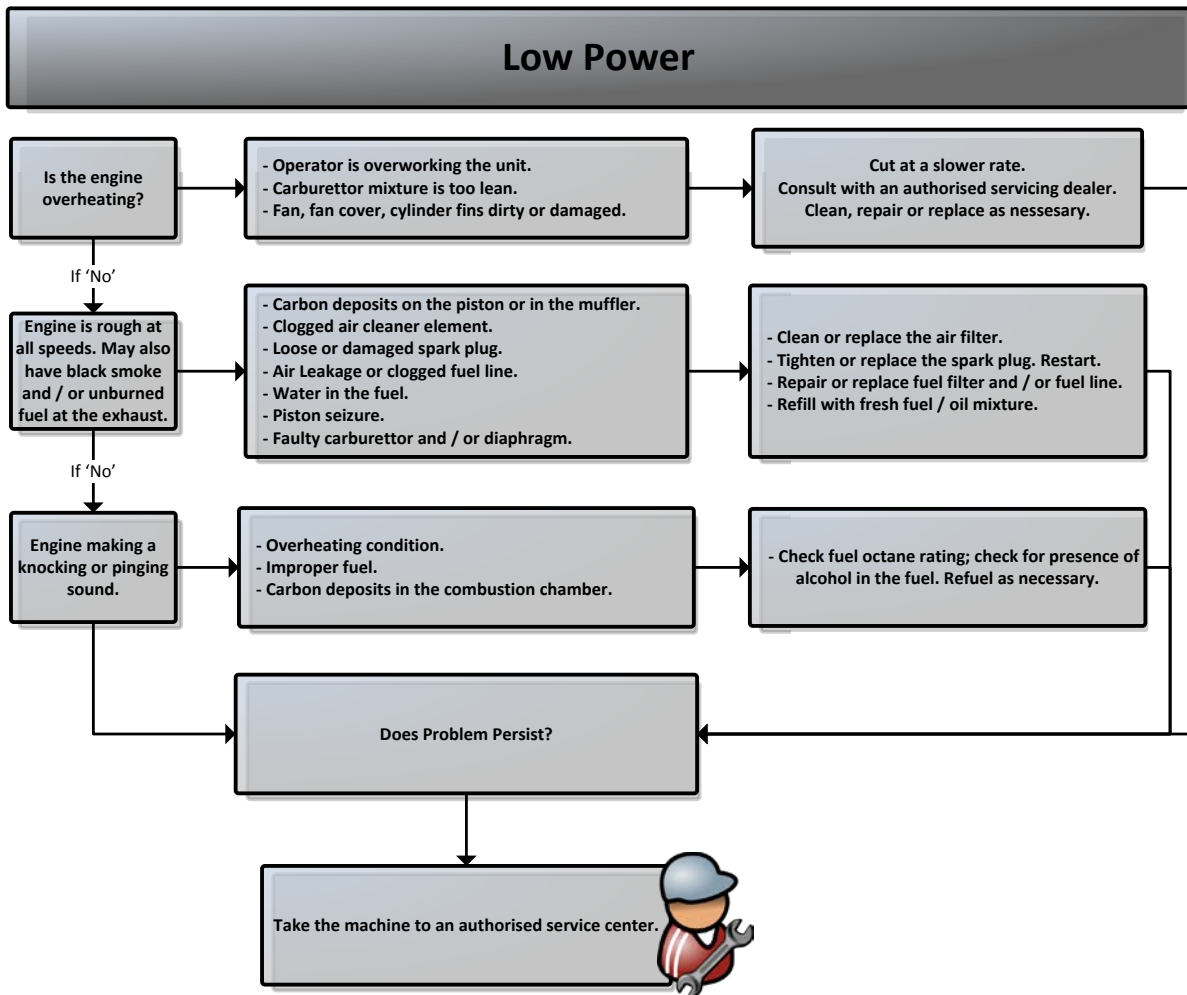 Low Power
Is the engine
overheating?
- Operator is overworking the unit.
- Carburettor mixture is too lean.
- Fan, fan cover, cylinder fins dirty or damaged.
Cut at a slower rate.
Consult with an authorised servicing dealer.
Clean, repair or replace as nessesary.
If ‘No’
Engine is rough at
all speeds. May also
have black smoke
and / or unburned
fuel at the exhaust.
- Carbon deposits on the piston or in the muffler.
- Clogged air cleaner element.
- Loose or damaged spark plug.
- Air Leakage or clogged fuel line.
- Water in the fuel.
- Piston seizure.
- Faulty carburettor and / or diaphragm.
- Clean or replace the air filter.
- Tighten or replace the spark plug. Restart.
- Repair or replace fuel filter and / or fuel line.
- Refill with fresh fuel / oil mixture.
If ‘No’
Engine making a
knocking or pinging
sound.
- Overheating condition.
- Improper fuel.
- Carbon deposits in the combustion chamber.
- Check fuel octane rating; check for presence of
alcohol in the fuel. Refuel as necessary.
Does Problem Persist?
Take the machine to an authorised service center.